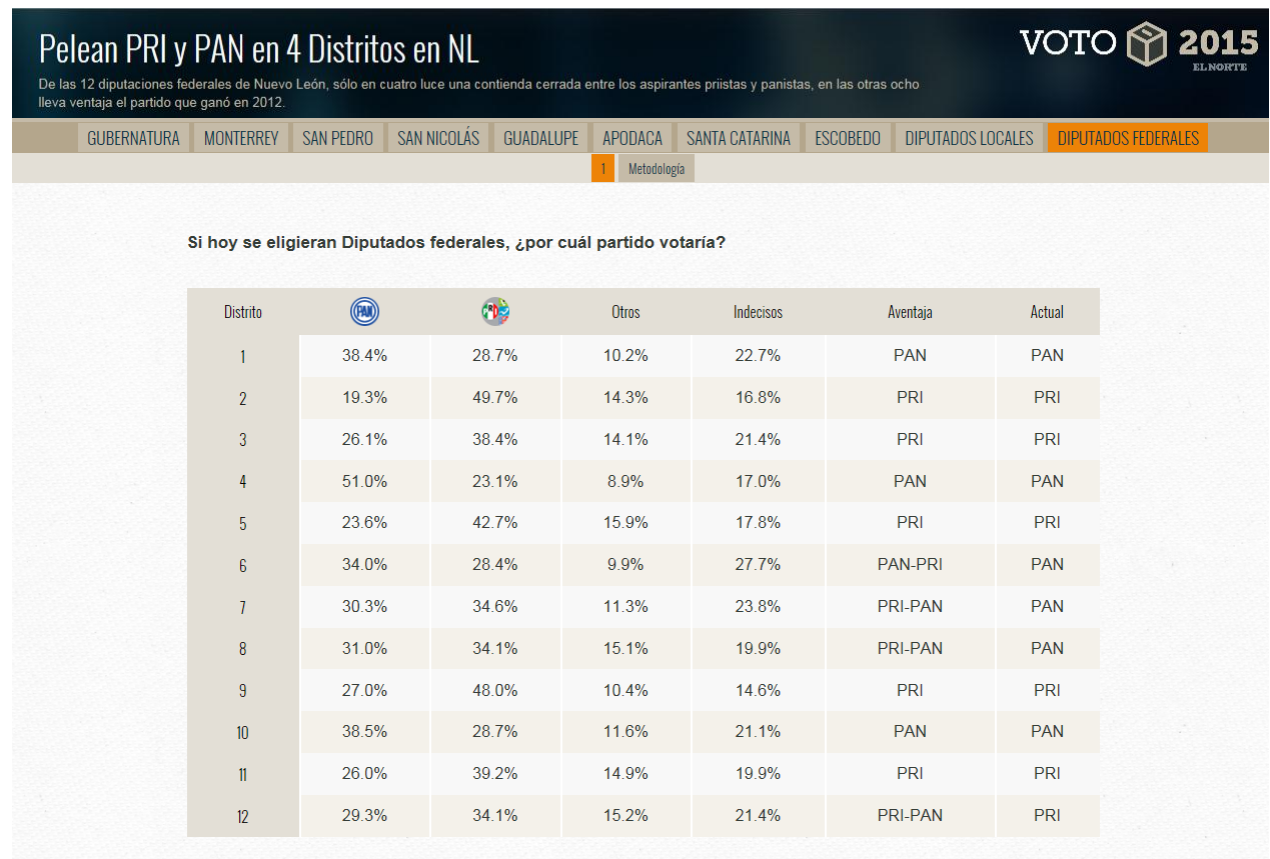 Pelean PRI y PAN en 4 Distritos en NL
VOTO 2015
EL NORTE
De las 12 diputaciones federales de Nuevo León, sólo en cuatro luce una contienda cerrada entre los aspirantes priistas y panistas, en las otras ocho
lleva ventaja el partido que ganó en 2012.
GUBERNATURA MONTERREY SAN PEDRO SAN NICOLÁS GUADALUPE APODACA SANTA CATARINA ESCOBEDO DIPUTADOS LOCALES DIPUTADOS FEDERALES
1 Metodología
Si hoy se eligieran Diputados federales, ¿por cuál partido votaría?
Distrito PAN PRI Otros Indecisos Aventaja Actual
1 38.4% 28.7% 10.2% 22.7% PAN PAN
2 19.3% 49.7% 14.3% 16.8% PRI PRI
3 26.1% 38.4% 14.1% 21.4% PRI PRI
4 51.0% 23.1% 8.9% 17.0% PAN PAN
5 23.6% 42.7% 15.9% 17.8% PRI PRI
6 34.0% 28.4% 9.9% 27.7% PAN-PRI PAN
7 30.3% 34.6% 11.3% 23.8% PRI-PAN PAN
8 31.0% 34.1% 15.1% 19.9% PRI-PAN PAN
9 27.0% 48.0% 10.4% 14.6% PRI PRI
10 38.5% 28.7% 11.6% 21.1% PAN PAN
11 26.0% 39.2% 14.9% 19.9% PRI PRI
12 29.3% 34.1% 15.2% 21.4% PRI-PAN PRI